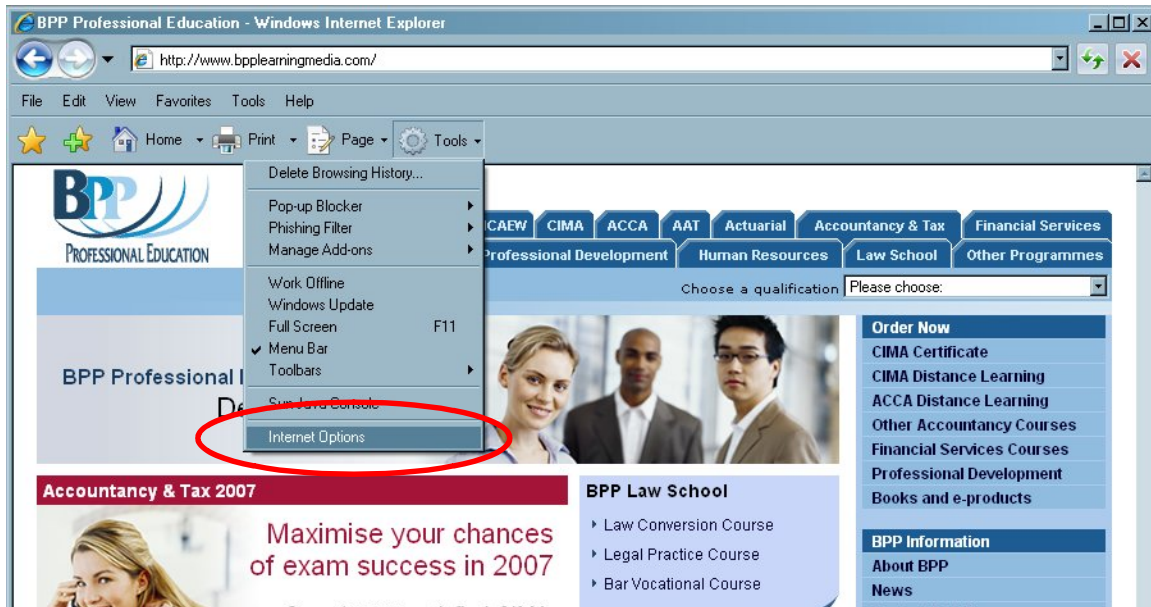 BPP Professional Education - Windows Internet Explorer
http://www.bpplearningmedia.com/
File Edit View Favorites Tools Help
Home Print Page Tools
Delete Browsing History...
Pop-up Blocker
Phishing Filter
Manage Add-ons
Work Offline
Windows Update
Full Screen F11
Menu Bar
Toolbars
Sun Java Console
Internet Options
BPP
PROFESSIONAL EDUCATION
CIMA ACCA AAT Actuarial Accountancy & Tax Financial Services
Professional Development Human Resources Law School Other Programmes
Choose a qualification Please choose:
BPP Professional
Accountancy & Tax 2007
Maximise your chances
of exam success in 2007
BPP Law School
Law Conversion Course
Legal Practice Course
Bar Vocational Course
Order Now
CIMA Certificate
CIMA Distance Learning
ACCA Distance Learning
Other Accountancy Courses
Financial Services Courses
Professional Development
Books and e-products
BPP Information
About BPP
News